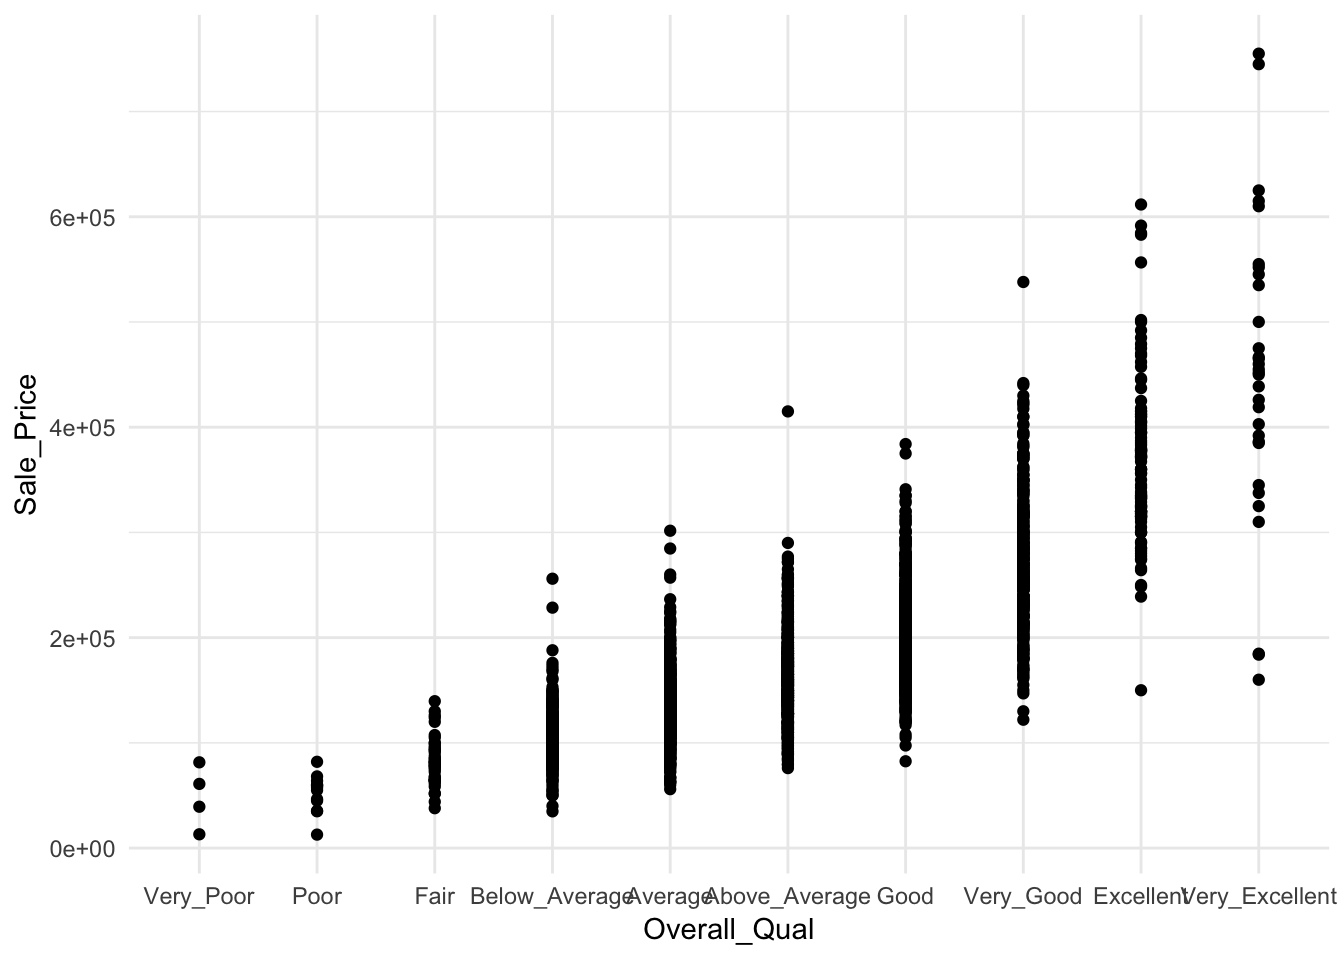 Sale_Price
6e+05
4e+05
2e+05
0e+00
Very_Poor Poor Fair Below_Average Average Above_Average Good Very_Good Excellent Very_Excellent
Overall_Qual